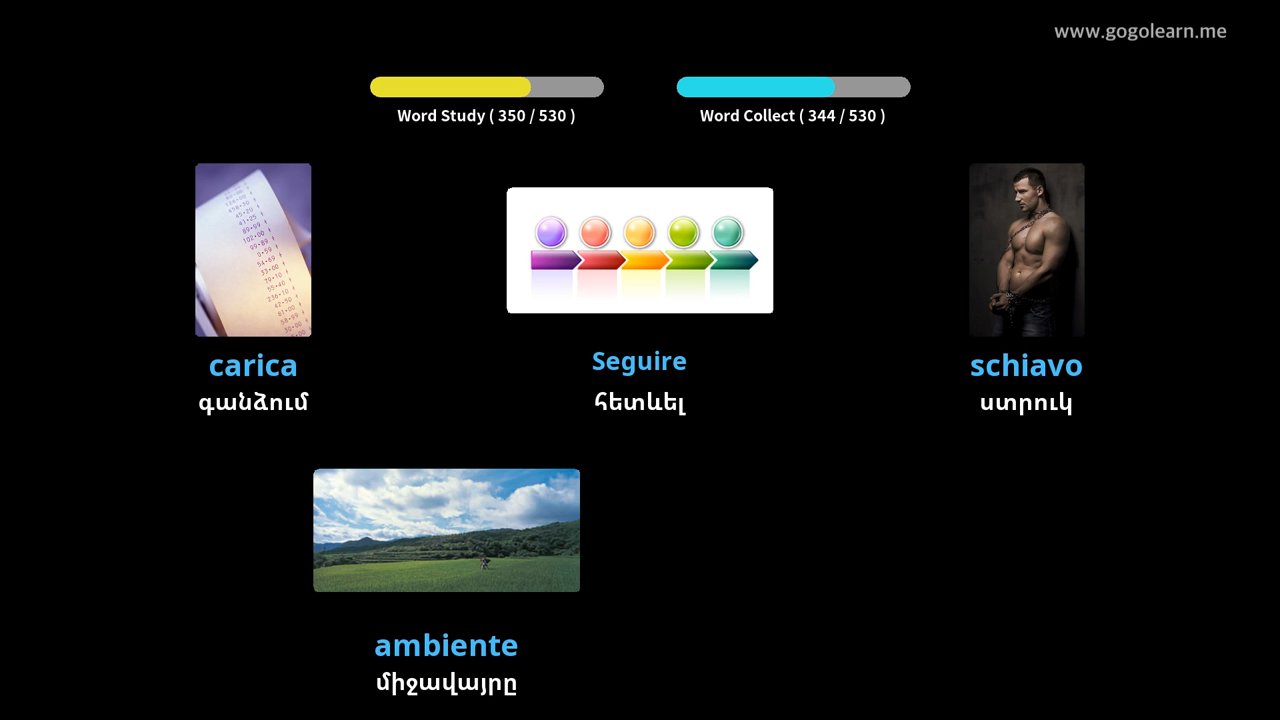 www.gogolearn.me
Word Study ( 350 / 530 )
Word Collect ( 344 / 530 )
carica
գանձում
Seguire
հետևել
schiavo
ստրուկ
ambiente
միջավայրը